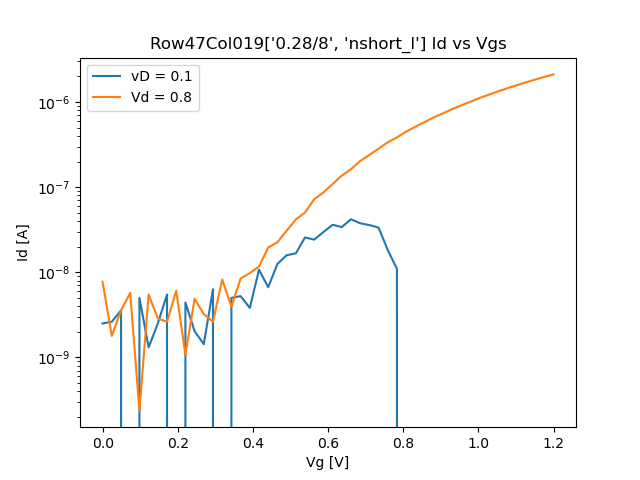 Row47Col019['0.28/8', 'nshort_l'] Id vs Vgs
vD = 0.1
Vd = 0.8
Id [A]
10⁻⁶
10⁻⁷
10⁻⁸
10⁻⁹
0.0 0.2 0.4 0.6 0.8 1.0 1.2
Vg [V]